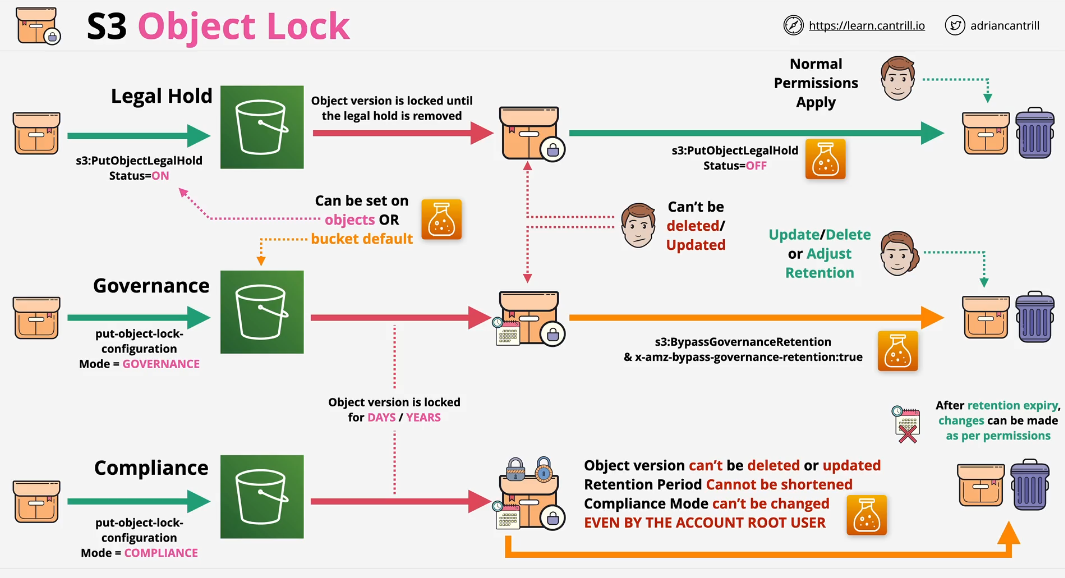 S3 Object Lock
https://learn.cantrill.io
adriancantrill
Legal Hold
s3:PutObjectLegalHold
Status=ON
Object version is locked until
the legal hold is removed
Normal
Permissions
Apply
s3:PutObjectLegalHold
Status=OFF
Can be set on
objects OR
bucket default
Can't be
deleted/
Updated
Update/Delete
or Adjust
Retention
Governance
put-object-lock-
configuration
Mode = GOVERNANCE
s3:BypassGovernanceRetention
& x-amz-bypass-governance-retention:true
Object version is locked
for DAYS / YEARS
After retention expiry,
changes can be made
as per permissions
Compliance
put-object-lock-
configuration
Mode = COMPLIANCE
Object version can't be deleted or updated
Retention Period Cannot be shortened
Compliance Mode can't be changed
EVEN BY THE ACCOUNT ROOT USER